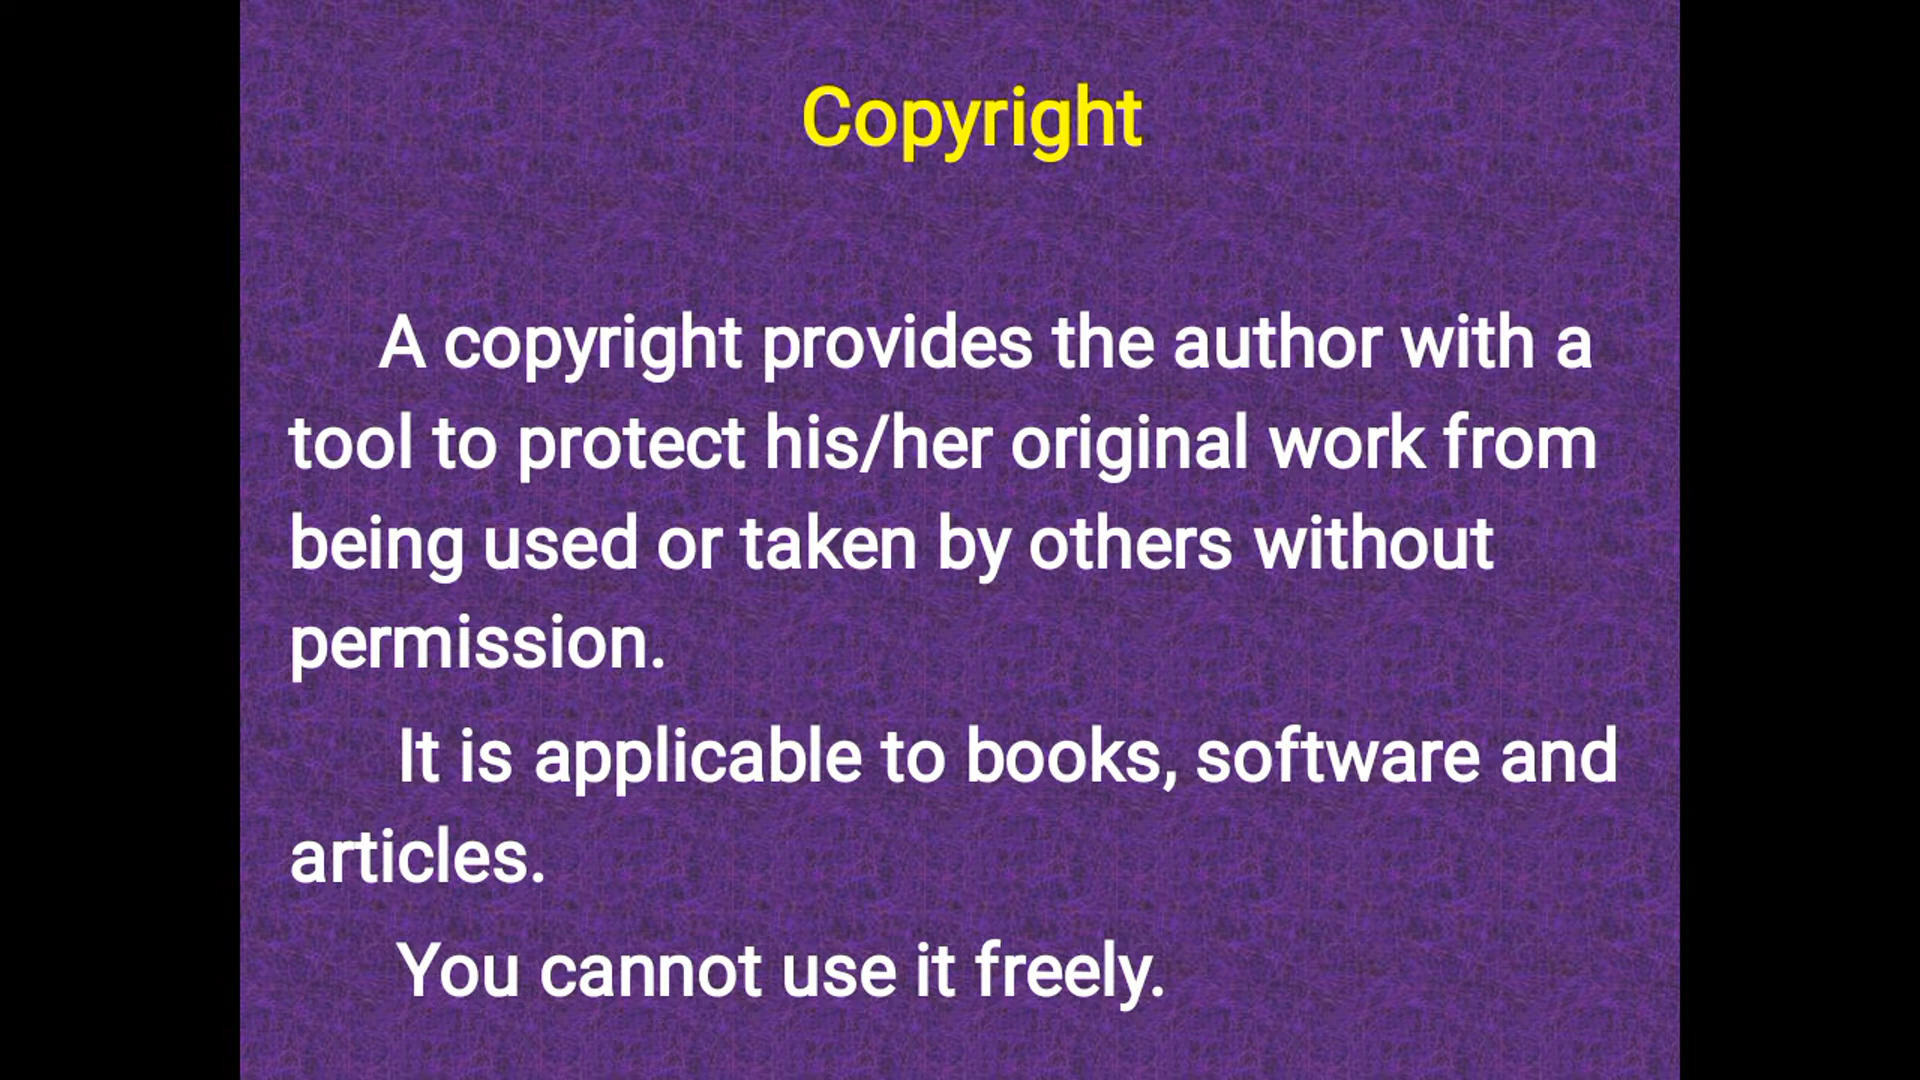 Copyright
A copyright provides the author with a
tool to protect his/her original work from
being used or taken by others without
permission.
It is applicable to books, software and
articles.
You cannot use it freely.